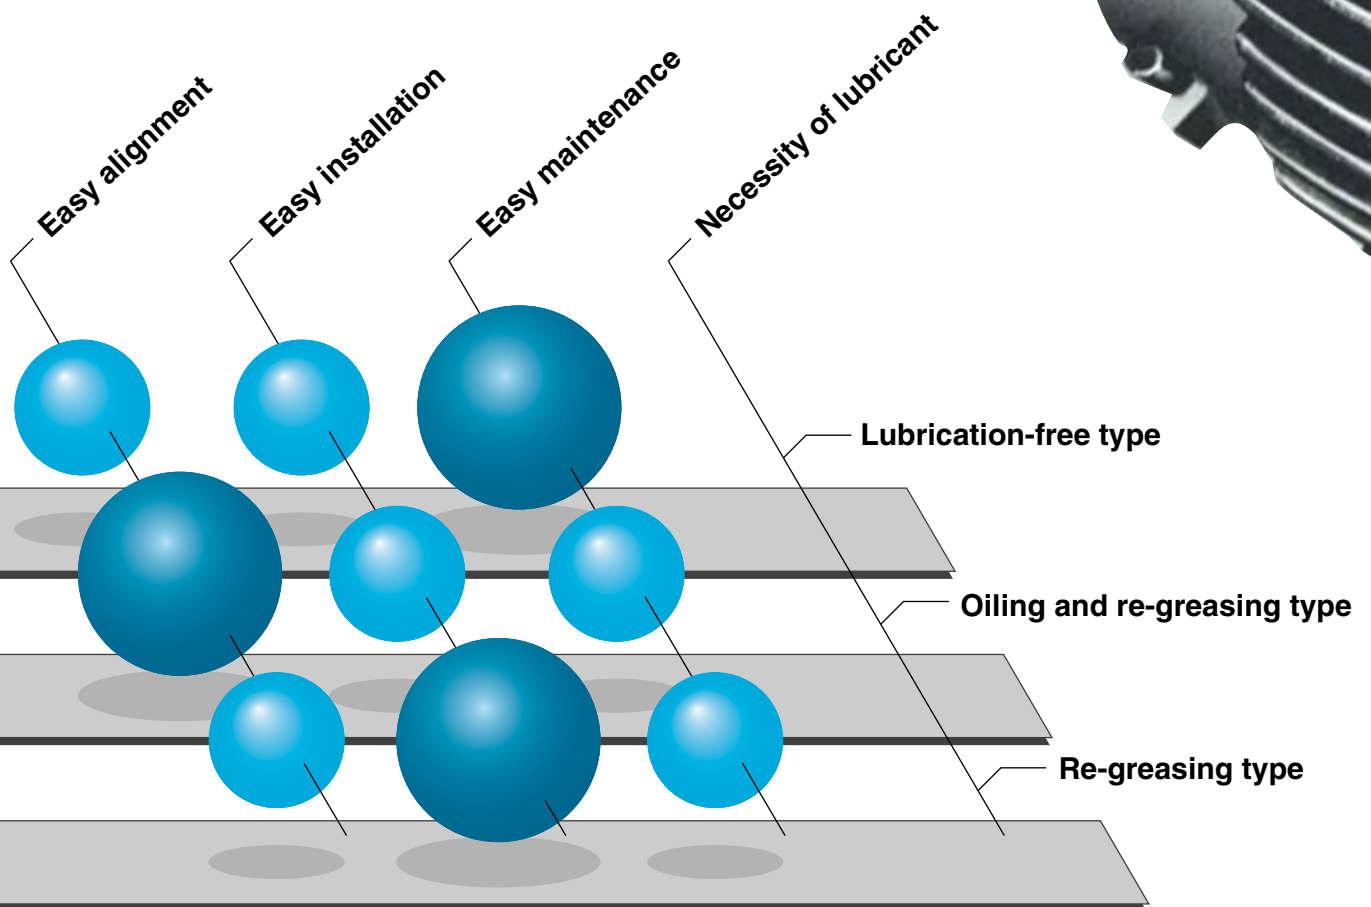 Easy alignment
Easy installation
Easy maintenance
Necessity of lubricant
Lubrication-free type
Oiling and re-greasing type
Re-greasing type